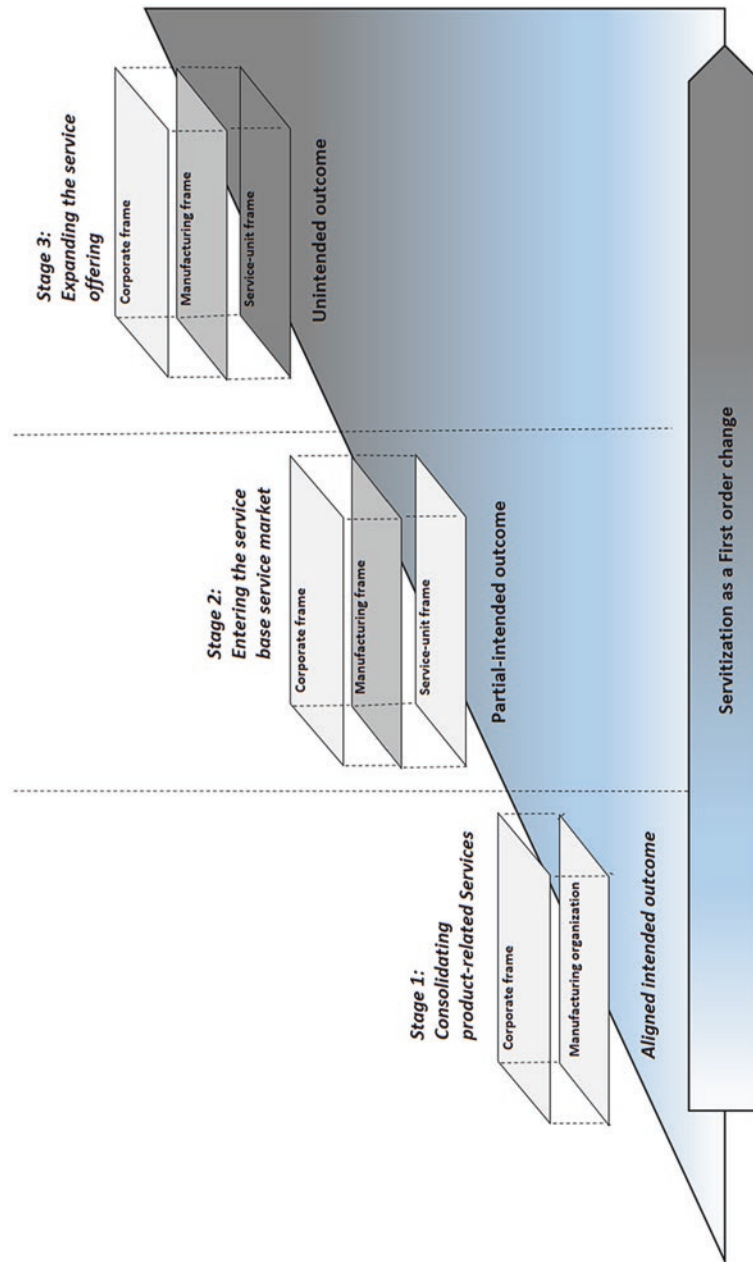 Stage 1:
Consolidating
product-related Services
Corporate frame
Manufacturing organization
Aligned intended outcome
Stage 2:
Entering the service
base service market
Corporate frame
Manufacturing frame
Service-unit frame
Partial-intended outcome
Stage 3:
Expanding the service
offering
Corporate frame
Manufacturing frame
Service-unit frame
Unintended outcome
Servitization as a First order change